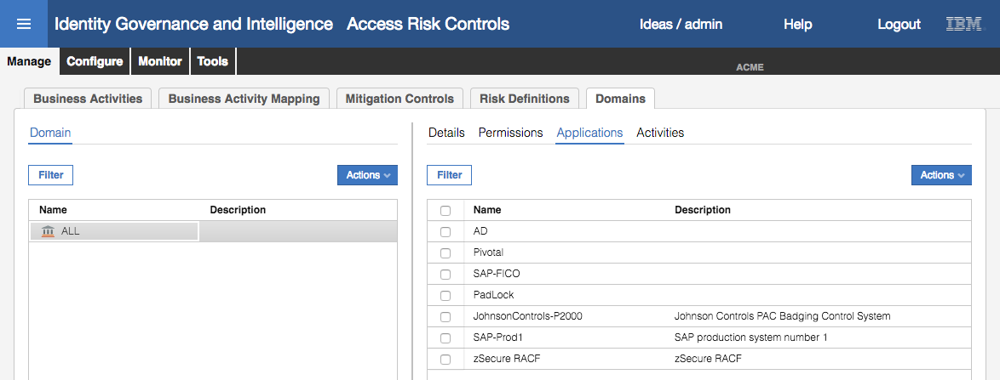 Identity Governance and Intelligence Access Risk Controls Ideas / admin Help Logout IBM
Manage Configure Monitor Tools ACME
Business Activities Business Activity Mapping Mitigation Controls Risk Definitions Domains
Domain
Details Permissions Applications Activities
Filter Actions
Filter Actions
Name Description
ALL
Name Description
AD
Pivotal
SAP-FICO
PadLock
JohnsonControls-P2000 Johnson Controls PAC Badging Control System
SAP-Prod1 SAP production system number 1
zSecure RACF zSecure RACF